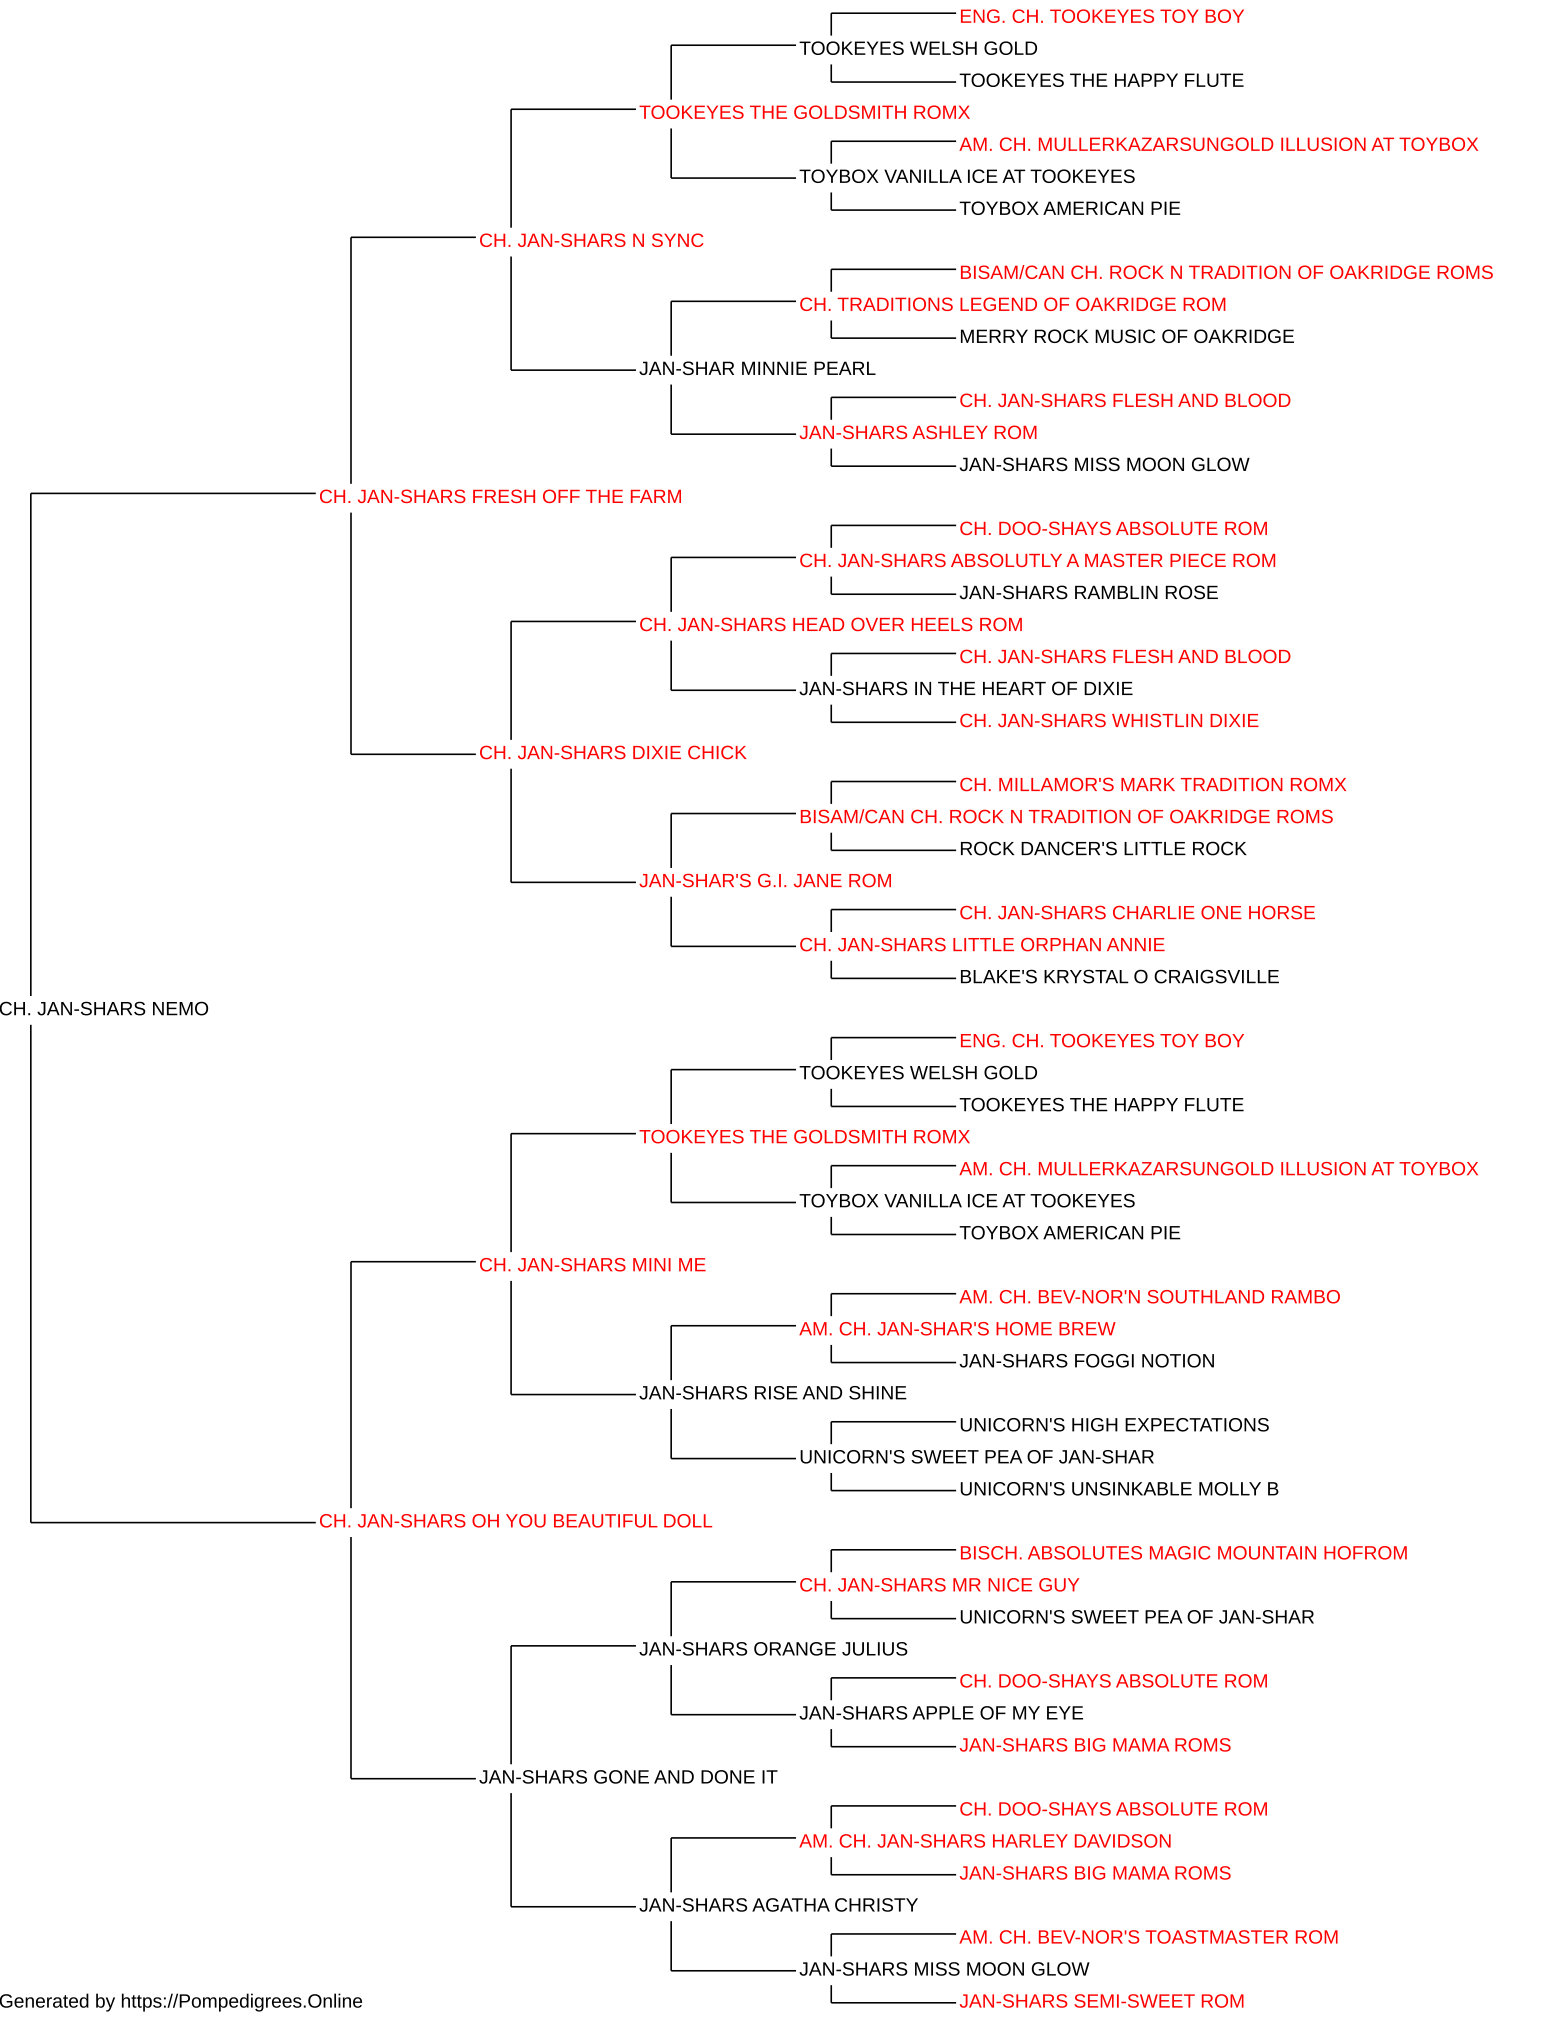 ENG. CH. TOOKEYES TOY BOY
TOOKEYES WELSH GOLD
TOOKEYES THE HAPPY FLUTE
TOOKEYES THE GOLDSMITH ROMX
AM. CH. MULLERKAZARSUNGOLD ILLUSION AT TOYBOX
TOYBOX VANILLA ICE AT TOOKEYES
TOYBOX AMERICAN PIE
CH. JAN-SHARS N SYNC
BISAM/CAN CH. ROCK N TRADITION OF OAKRIDGE ROMS
CH. TRADITIONS LEGEND OF OAKRIDGE ROM
MERRY ROCK MUSIC OF OAKRIDGE
JAN-SHAR MINNIE PEARL
CH. JAN-SHARS FLESH AND BLOOD
JAN-SHARS ASHLEY ROM
JAN-SHARS MISS MOON GLOW
CH. JAN-SHARS FRESH OFF THE FARM
CH. DOO-SHAYS ABSOLUTE ROM
CH. JAN-SHARS ABSOLUTLY A MASTER PIECE ROM
JAN-SHARS RAMBLIN ROSE
CH. JAN-SHARS HEAD OVER HEELS ROM
CH. JAN-SHARS FLESH AND BLOOD
JAN-SHARS IN THE HEART OF DIXIE
CH. JAN-SHARS WHISTLIN DIXIE
CH. JAN-SHARS DIXIE CHICK
CH. MILLAMOR'S MARK TRADITION ROMX
BISAM/CAN CH. ROCK N TRADITION OF OAKRIDGE ROMS
ROCK DANCER'S LITTLE ROCK
JAN-SHAR'S G.I. JANE ROM
CH. JAN-SHARS CHARLIE ONE HORSE
CH. JAN-SHARS LITTLE ORPHAN ANNIE
BLAKE'S KRYSTAL O CRAIGSVILLE
CH. JAN-SHARS NEMO
ENG. CH. TOOKEYES TOY BOY
TOOKEYES WELSH GOLD
TOOKEYES THE HAPPY FLUTE
TOOKEYES THE GOLDSMITH ROMX
AM. CH. MULLERKAZARSUNGOLD ILLUSION AT TOYBOX
TOYBOX VANILLA ICE AT TOOKEYES
TOYBOX AMERICAN PIE
CH. JAN-SHARS MINI ME
AM. CH. BEV-NOR'N SOUTHLAND RAMBO
AM. CH. JAN-SHAR'S HOME BREW
JAN-SHARS FOGGI NOTION
JAN-SHARS RISE AND SHINE
UNICORN'S HIGH EXPECTATIONS
UNICORN'S SWEET PEA OF JAN-SHAR
UNICORN'S UNSINKABLE MOLLY B
CH. JAN-SHARS OH YOU BEAUTIFUL DOLL
BISCH. ABSOLUTES MAGIC MOUNTAIN HOFROM
CH. JAN-SHARS MR NICE GUY
UNICORN'S SWEET PEA OF JAN-SHAR
JAN-SHARS ORANGE JULIUS
CH. DOO-SHAYS ABSOLUTE ROM
JAN-SHARS APPLE OF MY EYE
JAN-SHARS BIG MAMA ROMS
JAN-SHARS GONE AND DONE IT
CH. DOO-SHAYS ABSOLUTE ROM
AM. CH. JAN-SHARS HARLEY DAVIDSON
JAN-SHARS BIG MAMA ROMS
JAN-SHARS AGATHA CHRISTY
AM. CH. BEV-NOR'S TOASTMASTER ROM
JAN-SHARS MISS MOON GLOW
JAN-SHARS SEMI-SWEET ROM
Generated by https://Pompedigrees.Online